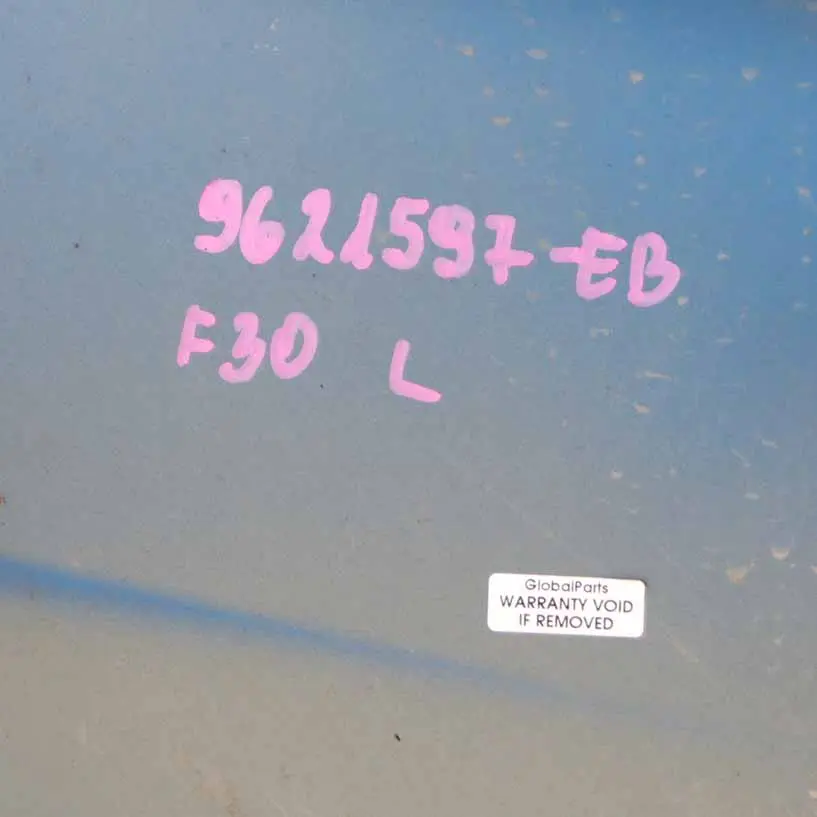 9621597-EB
F30 L
GlobalParts
WARRANTY VOID
IF REMOVED